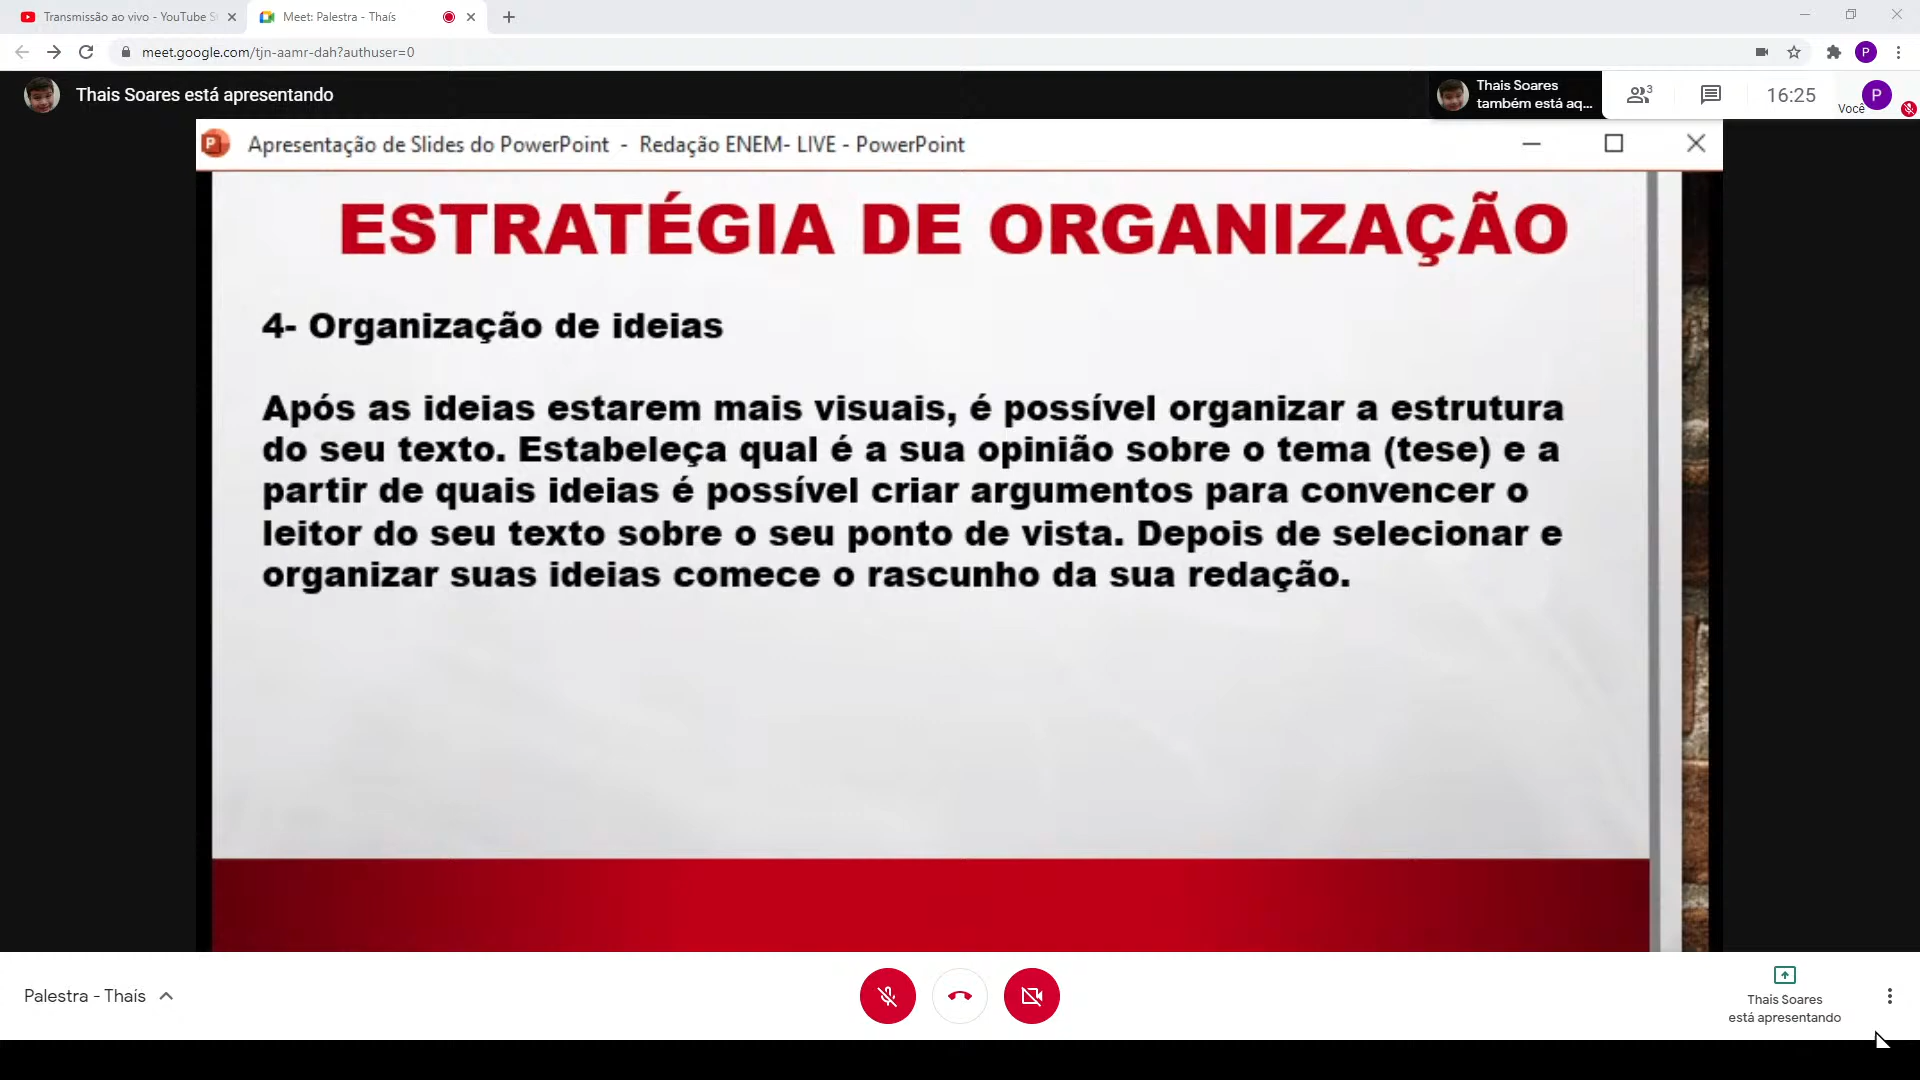 Transmissão ao vivo - YouTube S
Meet: Palestra - Thaís
meet.google.com/tjn-aamr-dah?authuser=0
P
Thais Soares está apresentando
Thais Soares
também está aq...
3
16:25
Você
P
Apresentação de Slides do PowerPoint - Redação ENEM- LIVE - PowerPoint
ESTRATÉGIA DE ORGANIZAÇÃO
4- Organização de ideias
Após as ideias estarem mais visuais, é possível organizar a estrutura
do seu texto. Estabeleça qual é a sua opinião sobre o tema (tese) e a
partir de quais ideias é possível criar argumentos para convencer o
leitor do seu texto sobre o seu ponto de vista. Depois de selecionar e
organizar suas ideias comece o rascunho da sua redação.
Palestra - Thaís
Thais Soares
está apresentando